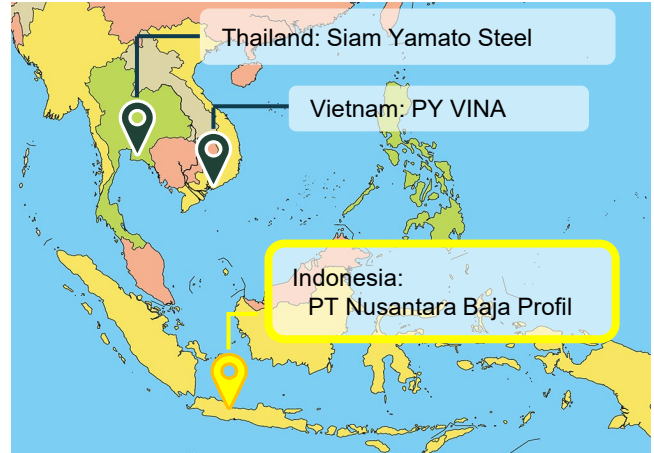 Thailand: Siam Yamato Steel
Vietnam: PY VINA
Indonesia:
PT Nusantara Baja Profil